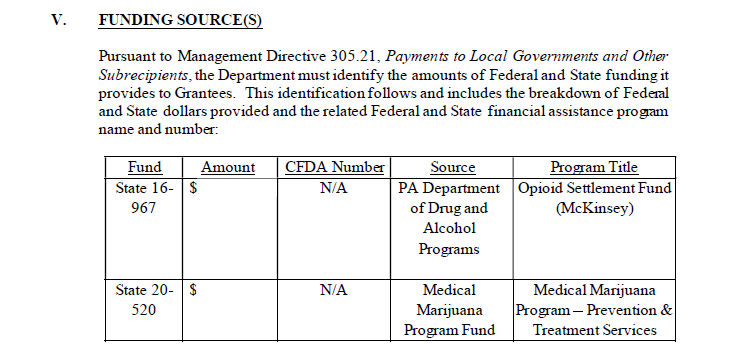 V. FUNDING SOURCE(S)
Pursuant to Management Directive 305.21, Payments to Local Governments and Other
Subrecipients, the Department must identify the amounts of Federal and State funding it
provides to Grantees. This identification follows and includes the breakdown of Federal
and State dollars provided and the related Federal and State financial assistance program
name and number:
Fund Amount CFDA Number Source Program Title
State 16- $ N/A PA Department Opioid Settlement Fund
967 of Drug and (McKinsey)
Alcohol
Programs
State 20- $ N/A Medical Medical Marijuana
520 Marijuana Program – Prevention &
Program Fund Treatment Services